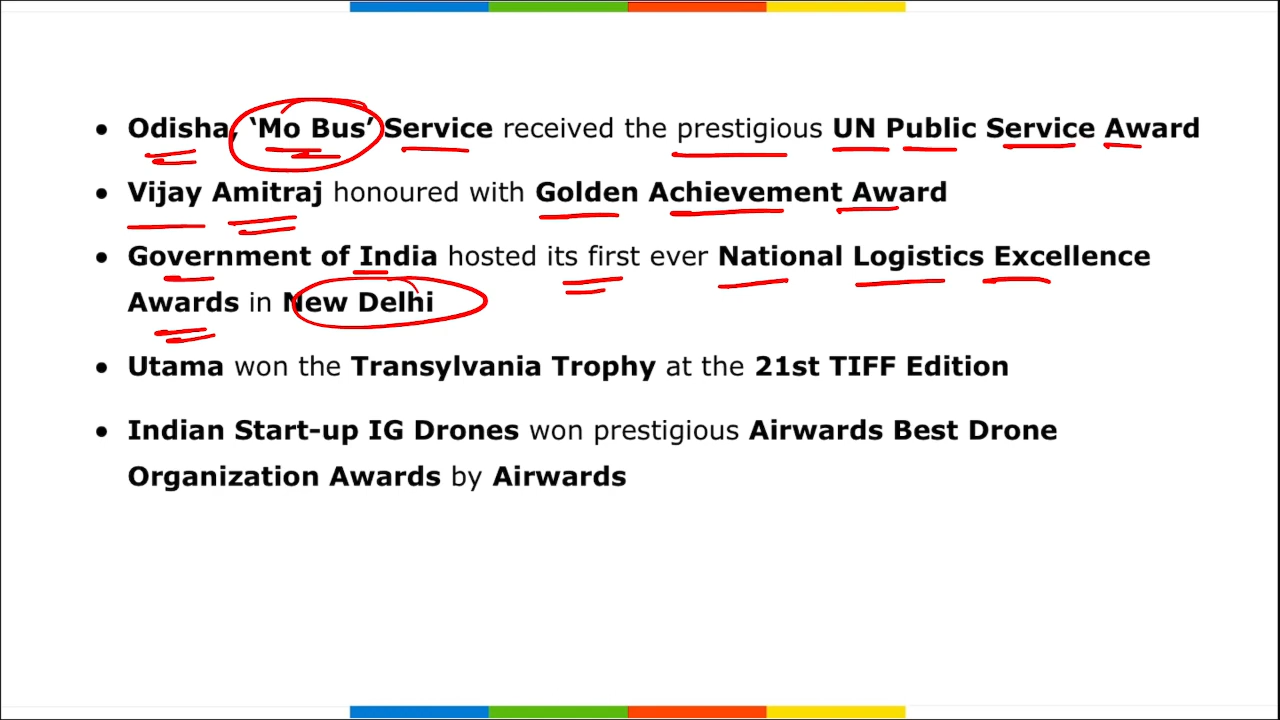 • Odisha, ‘Mo Bus’ Service received the prestigious UN Public Service Award
• Vijay Amitraj honoured with Golden Achievement Award
• Government of India hosted its first ever National Logistics Excellence
Awards in New Delhi
• Utama won the Transylvania Trophy at the 21st TIFF Edition
• Indian Start-up IG Drones won prestigious Airwards Best Drone
Organization Awards by Airwards